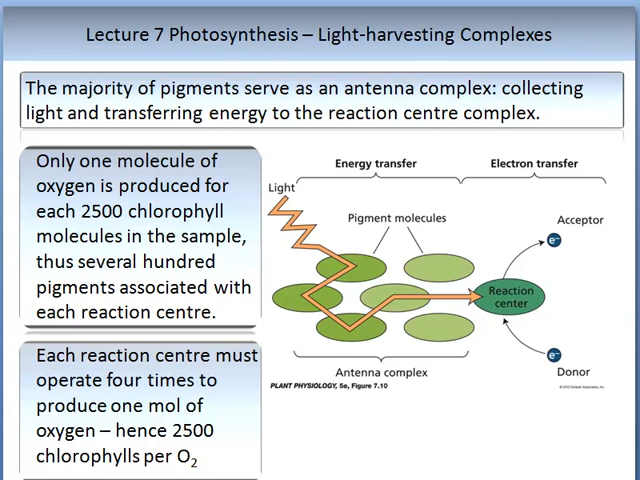 Lecture 7 Photosynthesis – Light-harvesting Complexes
The majority of pigments serve as an antenna complex: collecting
light and transferring energy to the reaction centre complex.
Only one molecule of
oxygen is produced for
each 2500 chlorophyll
molecules in the sample,
thus several hundred
pigments associated with
each reaction centre.
Each reaction centre must
operate four times to
produce one mol of
oxygen – hence 2500
chlorophylls per O₂
Energy transfer
Electron transfer
Light
Pigment molecules
Acceptor
e⁻
Reaction
center
e⁻
Donor
Antenna complex
PLANT PHYSIOLOGY, 5e, Figure 7.10
© 2010 Sinauer Associates, Inc.